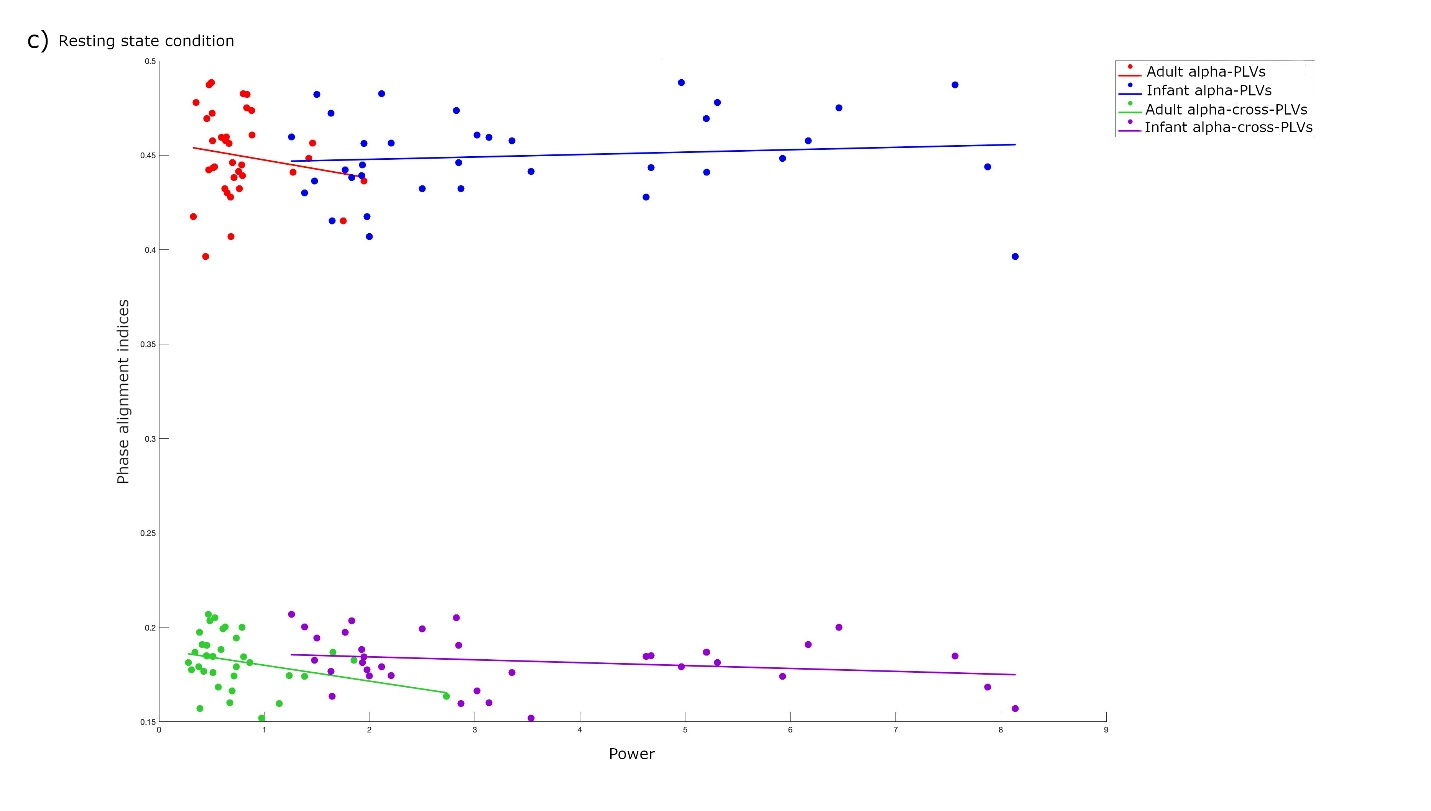 c) Resting state condition
Adult alpha-PLVs
Infant alpha-PLVs
Adult alpha-cross-PLVs
Infant alpha-cross-PLVs
Phase alignment indices
0.5
0.45
0.4
0.35
0.3
0.25
0.2
0.15
0 1 2 3 4 5 6 7 8 9
Power